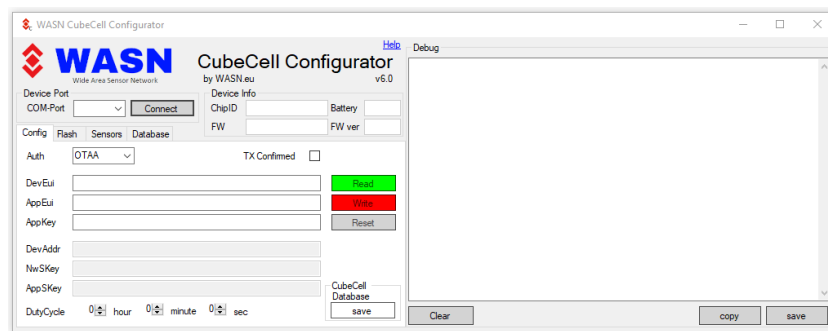 WASN CubeCell Configurator
WASN
Wide Area Sensor Network
CubeCell Configurator
Help
by WASN.eu
v6.0
Device Port
COM-Port
Connect
Device Info
ChipID
Battery
FW
FW ver
Config Flash Sensors Database
Auth OTAA TX Confirmed
DevEui Read
AppEui Write
AppKey Reset
DevAddr
NwSKey
AppSKey
DutyCycle 0 hour 0 minute 0 sec
CubeCell
Database
save
Debug
Clear copy save